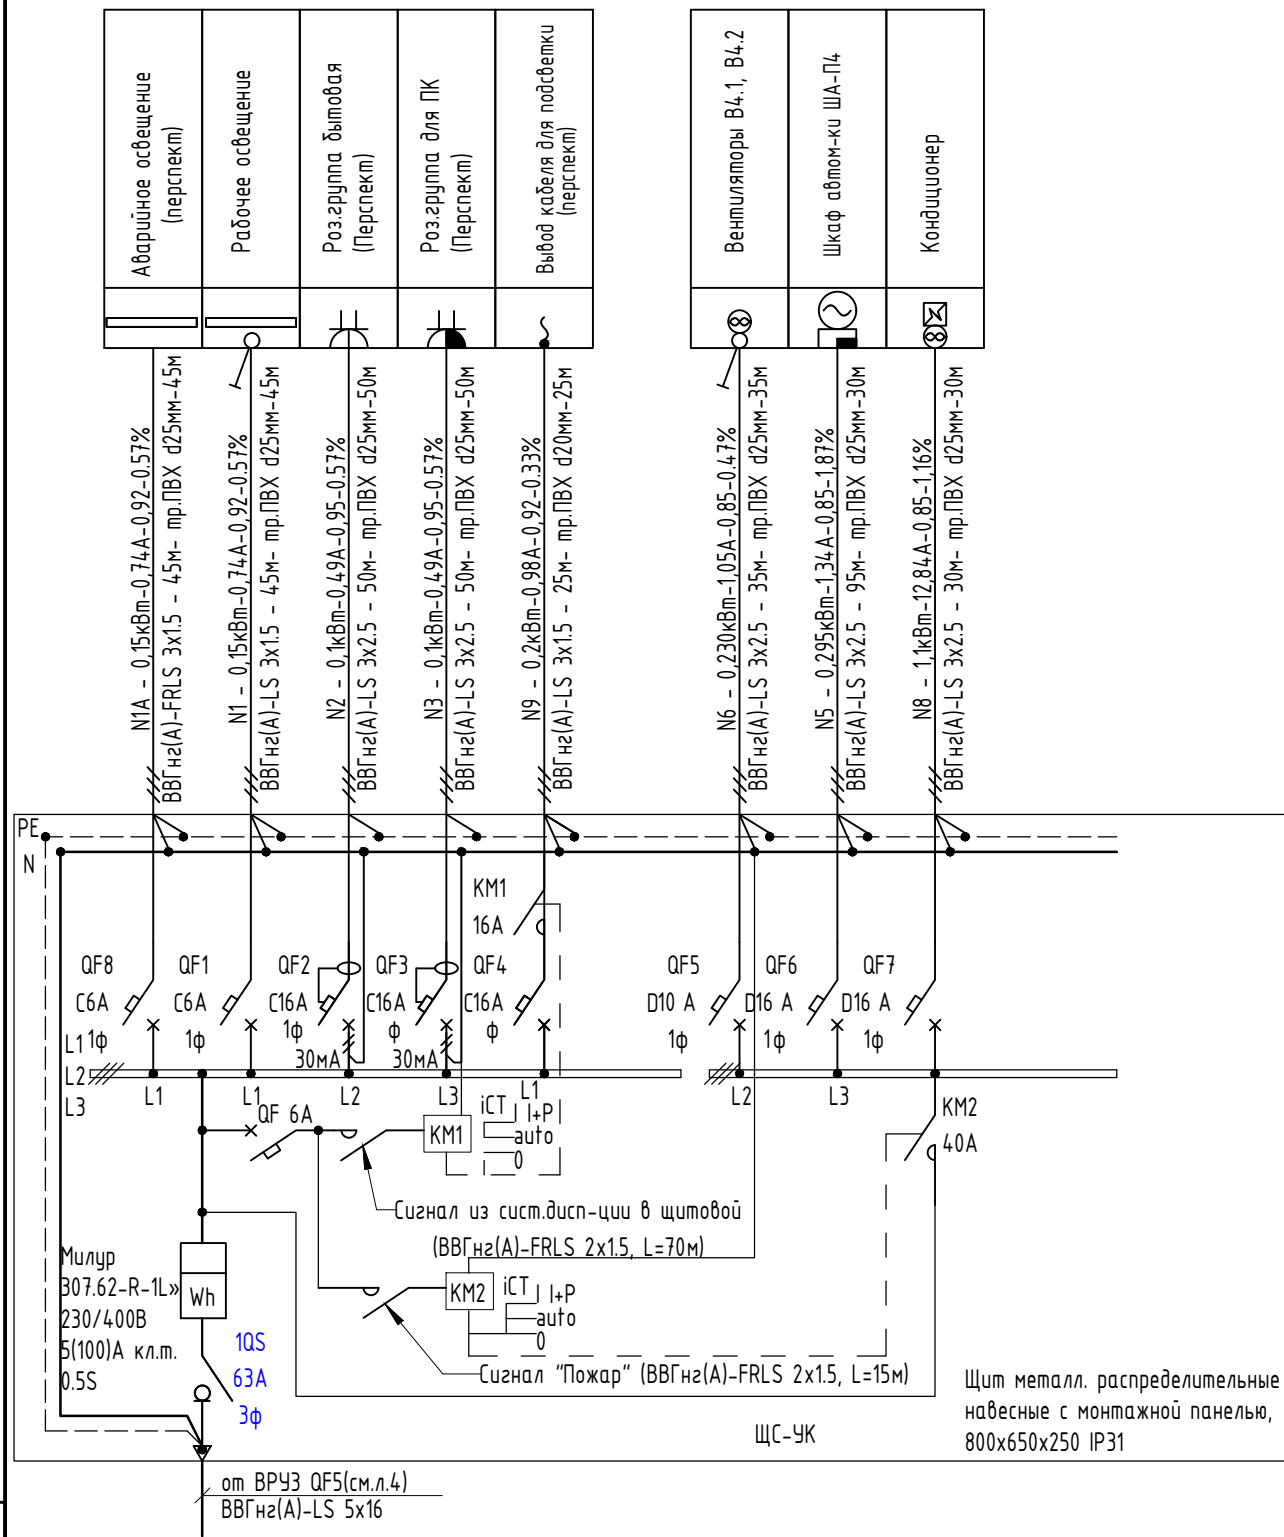 Аварийное освещение
(перспект)
Рабочее освещение
Роз.группа бытовая
(Перспект)
Роз.группа для ПК
(Перспект)
Вывод кабеля для подсветки
(перспект)
Вентиляторы В4.1, В4.2
Шкаф автом-ки ША-П4
Кондиционер
N1А - 0,15кВт-0,74А-0,92-0.57%
ВВГнг(А)-FRLS 3х1.5 - 45м- тр.ПВХ d25мм-45м
N1 - 0,15кВт-0,74А-0,92-0.57%
ВВГнг(А)-LS 3х1.5 - 45м- тр.ПВХ d25мм-45м
N2 - 0,1кВт-0,49А-0,95-0.57%
ВВГнг(А)-LS 3х2.5 - 50м- тр.ПВХ d25мм-50м
N3 - 0,1кВт-0,49А-0,95-0.57%
ВВГнг(А)-LS 3х2.5 - 50м- тр.ПВХ d25мм-50м
N9 - 0,2кВт-0,98А-0,92-0.33%
ВВГнг(А)-LS 3х1.5 - 25м- тр.ПВХ d20мм-25м
N6 - 0,230кВт-1,05А-0,85-0.47%
ВВГнг(А)-LS 3х2.5 - 35м- тр.ПВХ d25мм-35м
N5 - 0,295кВт-1,34А-0,85-1,87%
ВВГнг(А)-LS 3х2.5 - 95м- тр.ПВХ d25мм-30м
N8 - 1,1кВт-12,84А-0,85-1,16%
ВВГнг(А)-LS 3х2.5 - 30м- тр.ПВХ d25мм-30м
PE
N
KM1
16А
QF8
С6А
1ф
QF1
С6А
1ф
QF2
С16А
1ф
30мА
QF3
С16А
ф
30мА
QF4
С16А
ф
QF5
D10 А
1ф
QF6
D16 А
1ф
QF7
D16 А
1ф
L1
L2
L3
L1
L1
L2
L3
L1
L2
L3
QF 6А
KM1
iCT
I I+P
auto
0
KM2
40А
Сигнал из сист.дисп-ции в щитовой
(ВВГнг(А)-FRLS 2х1.5, L=70м)
Милур
307.62-R-1L»
230/400В
5(100)А кл.т.
0.5S
Wh
1QS
63А
3ф
KM2
iCT
I I+P
auto
0
Сигнал "Пожар" (ВВГнг(А)-FRLS 2х1.5, L=15м)
ЩС-УК
Щит металл. распределительные
навесные с монтажной панелью,
800х650х250 IP31
от ВРУ3 QF5(см.л.4)
ВВГнг(А)-LS 5х16